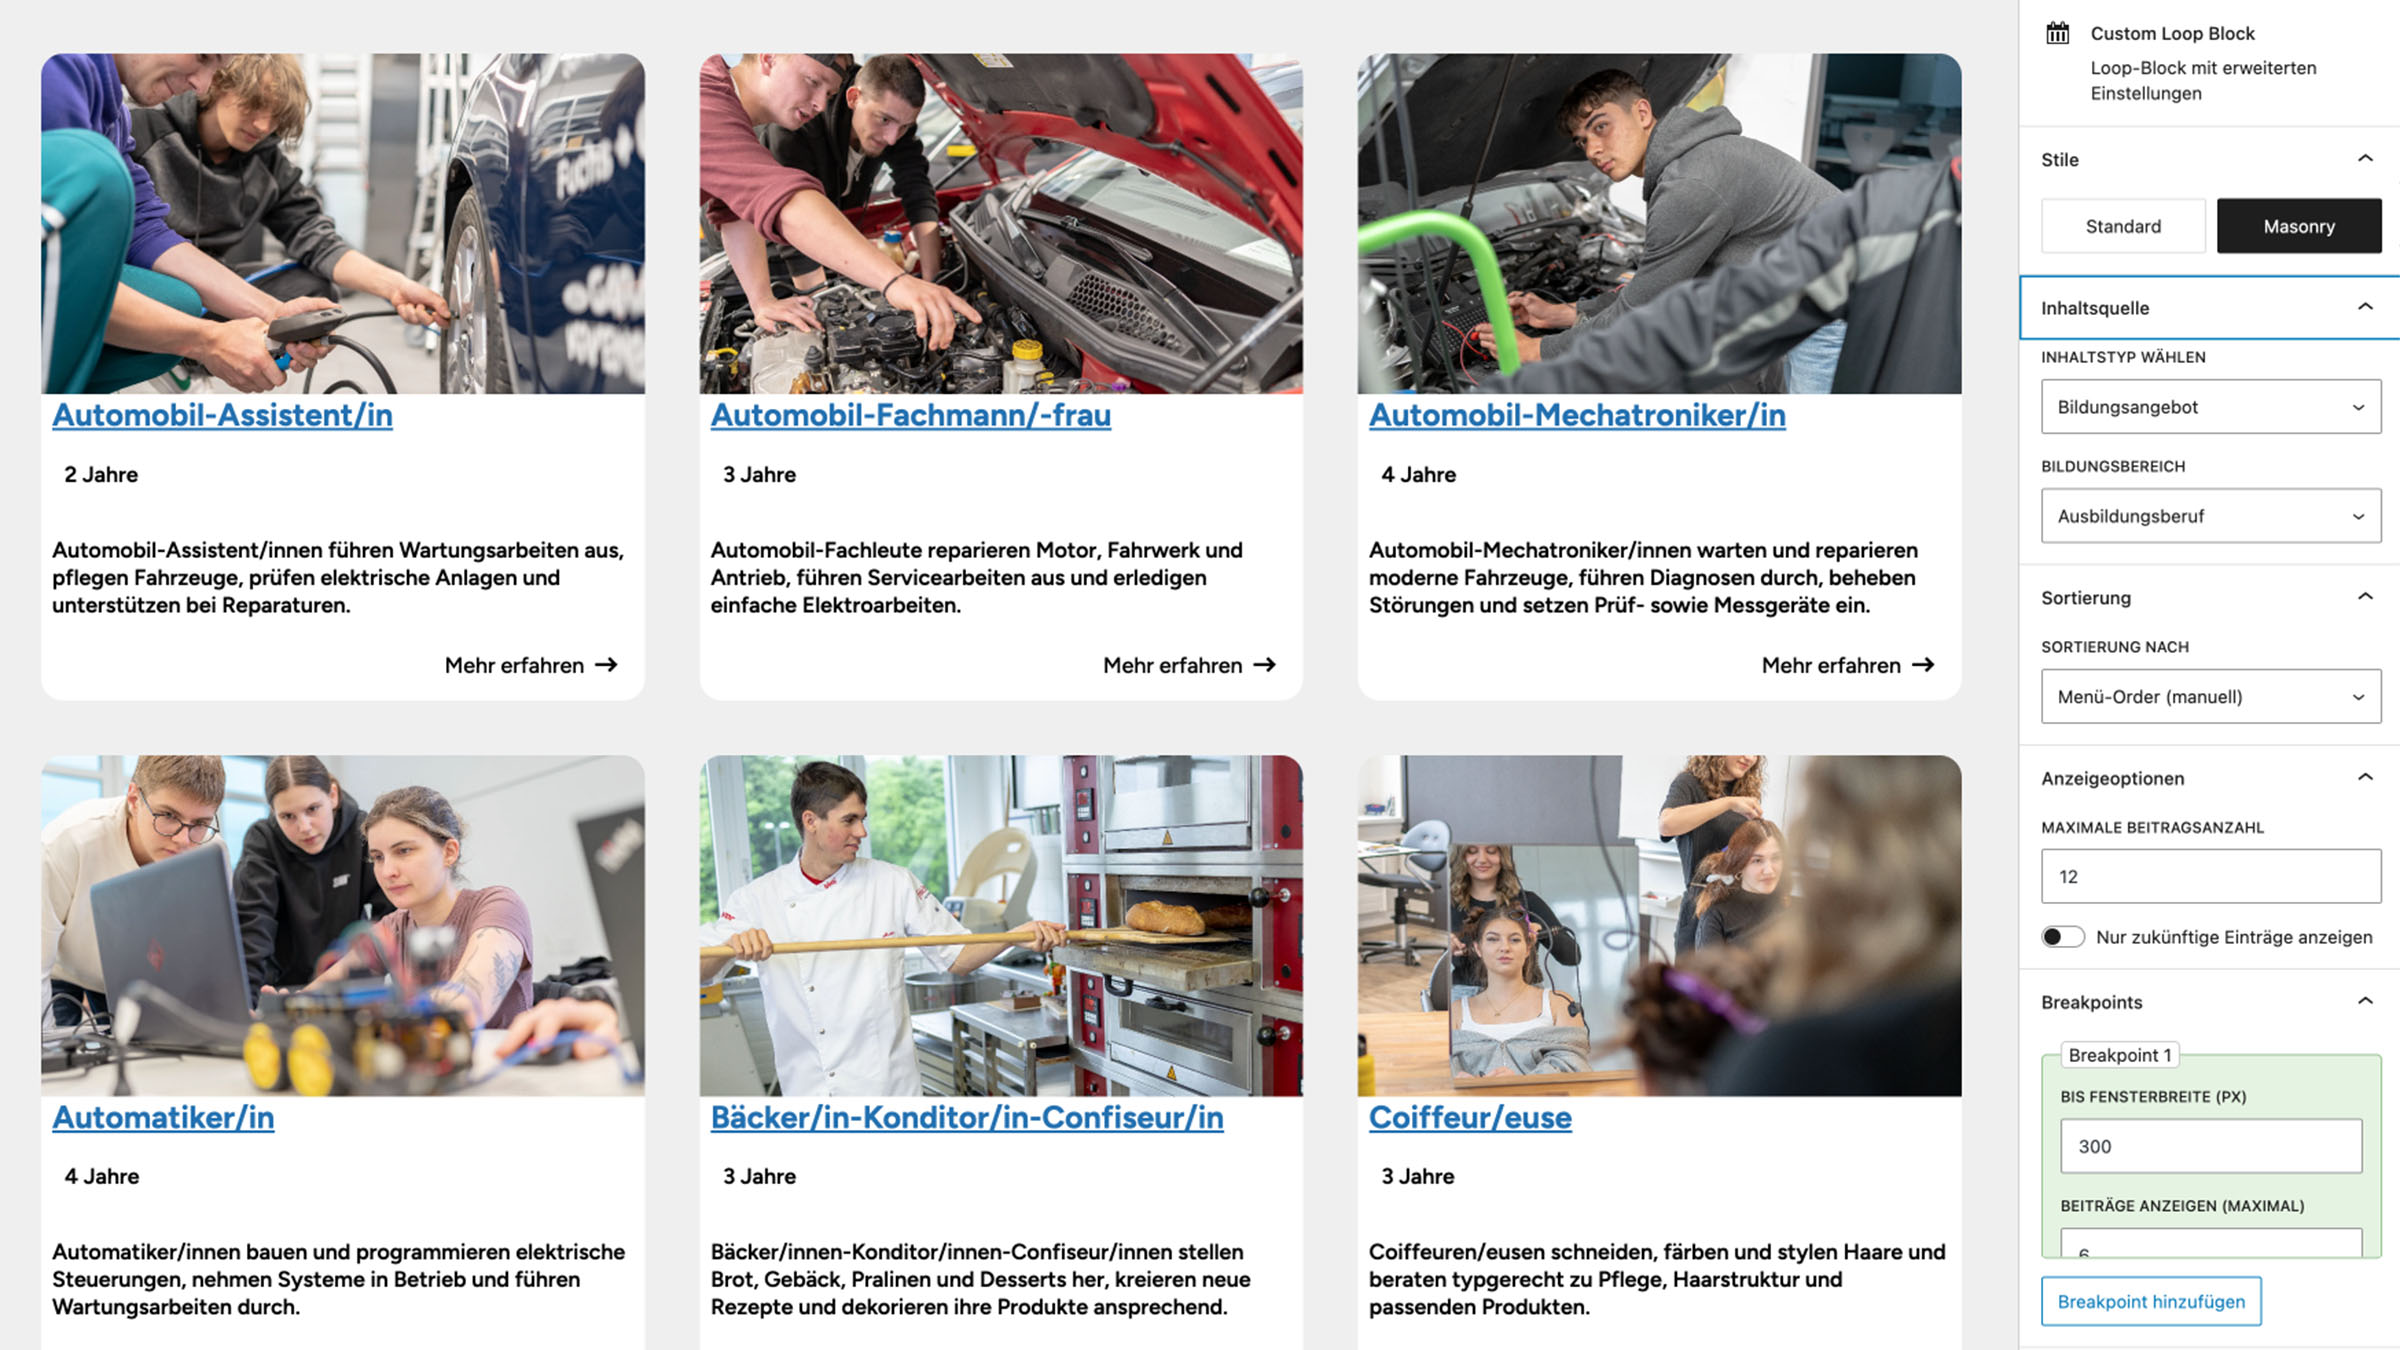 Fuchs
Automobil-Assistent/in
2 Jahre
Automobil-Assistent/innen führen Wartungsarbeiten aus,
pflegen Fahrzeuge, prüfen elektrische Anlagen und
unterstützen bei Reparaturen.
Mehr erfahren →
Automobil-Fachmann/-frau
3 Jahre
Automobil-Fachleute reparieren Motor, Fahrwerk und
Antrieb, führen Servicearbeiten aus und erledigen
einfache Elektroarbeiten.
Mehr erfahren →
Automobil-Mechatroniker/in
4 Jahre
Automobil-Mechatroniker/innen warten und reparieren
moderne Fahrzeuge, führen Diagnosen durch, beheben
Störungen und setzen Prüf- sowie Messgeräte ein.
Mehr erfahren →
Automatiker/in
4 Jahre
Automatiker/innen bauen und programmieren elektrische
Steuerungen, nehmen Systeme in Betrieb und führen
Wartungsarbeiten durch.
Bäcker/in-Konditor/in-Confiseur/in
3 Jahre
Bäcker/innen-Konditor/innen-Confiseur/innen stellen
Brot, Gebäck, Pralinen und Desserts her, kreieren neue
Rezepte und dekorieren ihre Produkte ansprechend.
Coiffeur/euse
3 Jahre
Coiffeuren/eusen schneiden, färben und stylen Haare und
beraten typgerecht zu Pflege, Haarstruktur und
passenden Produkten.
Custom Loop Block
Loop-Block mit erweiterten
Einstellungen
Stile
Standard
Masonry
Inhaltsquelle
INHALTSTYP WÄHLEN
Bildungsangebot
BILDUNGSBEREICH
Ausbildungsberuf
Sortierung
SORTIERUNG NACH
Menü-Order (manuell)
Anzeigeoptionen
MAXIMALE BEITRAGSANZAHL
12
Nur zukünftige Einträge anzeigen
Breakpoints
Breakpoint 1
BIS FENSTERBREITE (PX)
300
BEITRÄGE ANZEIGEN (MAXIMAL)
6
Breakpoint hinzufügen